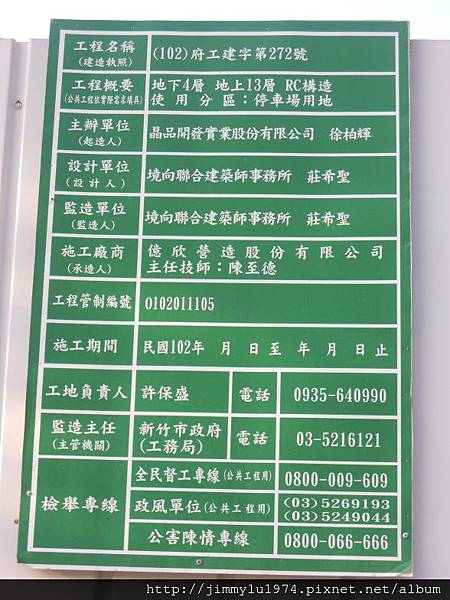 工程名稱
(建造執照)
(102)府工建字第272號
工程概要
(公共工程依實際需求填具)
地下4層 地上13層 RC構造
使用分區：停車場用地
主辦單位
(起造人)
晶品開發實業股份有限公司 徐柏輝
設計單位
(設計人)
境向聯合建築師事務所 莊希聖
監造單位
(監造人)
境向聯合建築師事務所 莊希聖
施工廠商
(承造人)
億欣營造股份有限公司
主任技師：陳至德
工程管制編號
0102011105
施工期間
民國102年 月 日至 年 月 日止
工地負責人
許保盛
電話
0935-640990
監造主任
(主管機關)
新竹市政府
(工務局)
電話
03-5216121
檢舉專線
全民督工專線(公共工程用)
0800-009-609
政風單位(公共工程用)
(03)5269193
(03)5249044
公害陳情專線
0800-066-666
http://jimmylu1974.pixnet.net/album